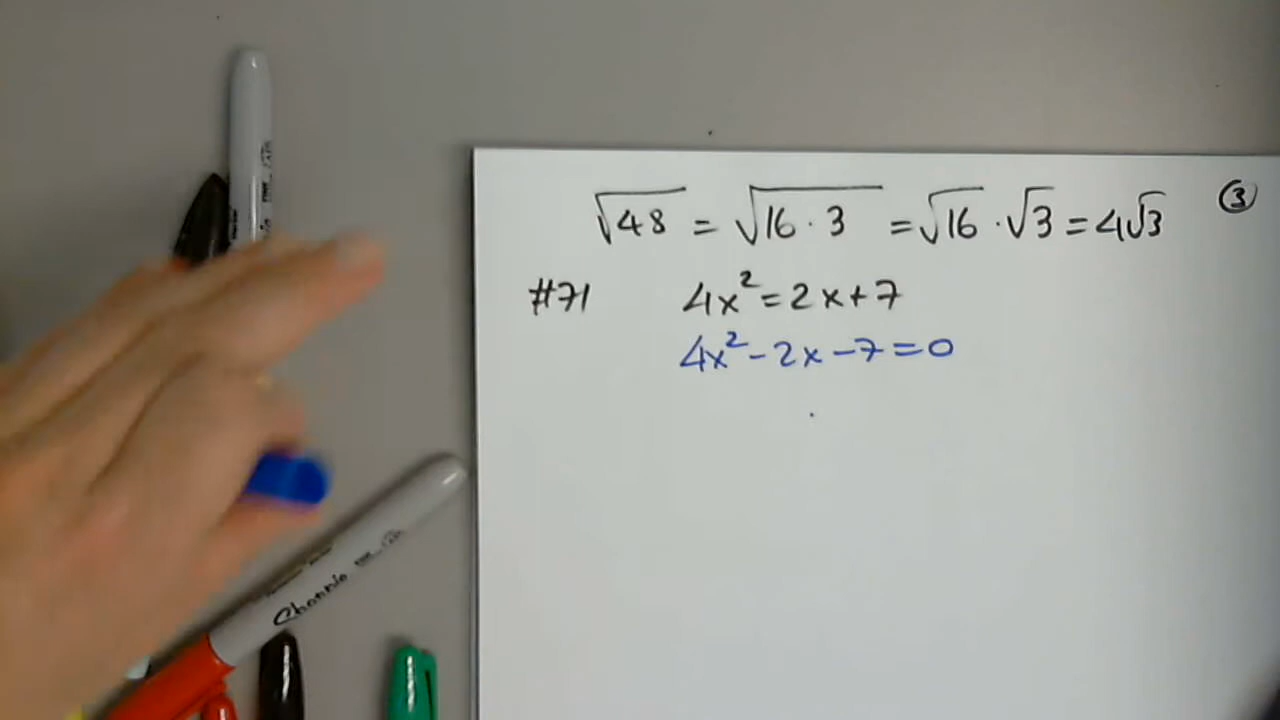 √48 = √16 · 3 = √16 · √3 = 4√3
③
#71 4x² = 2x + 7
4x² - 2x - 7 = 0